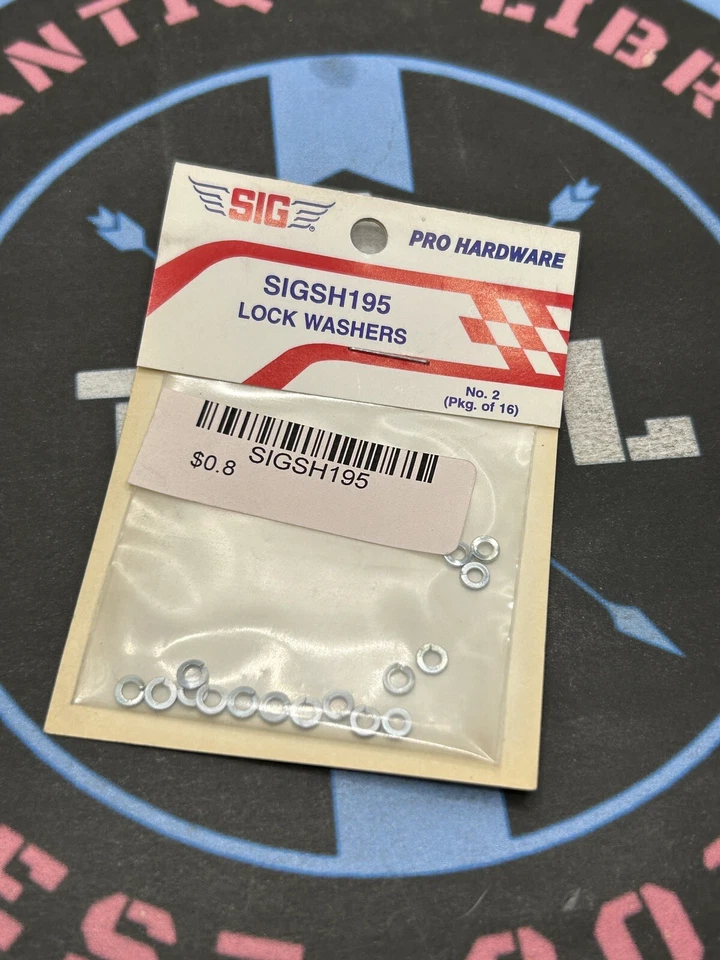 SIG
®
PRO HARDWARE
SIGSH195
LOCK WASHERS
No. 2
(Pkg. of 16)
$0.8
SIGSH195